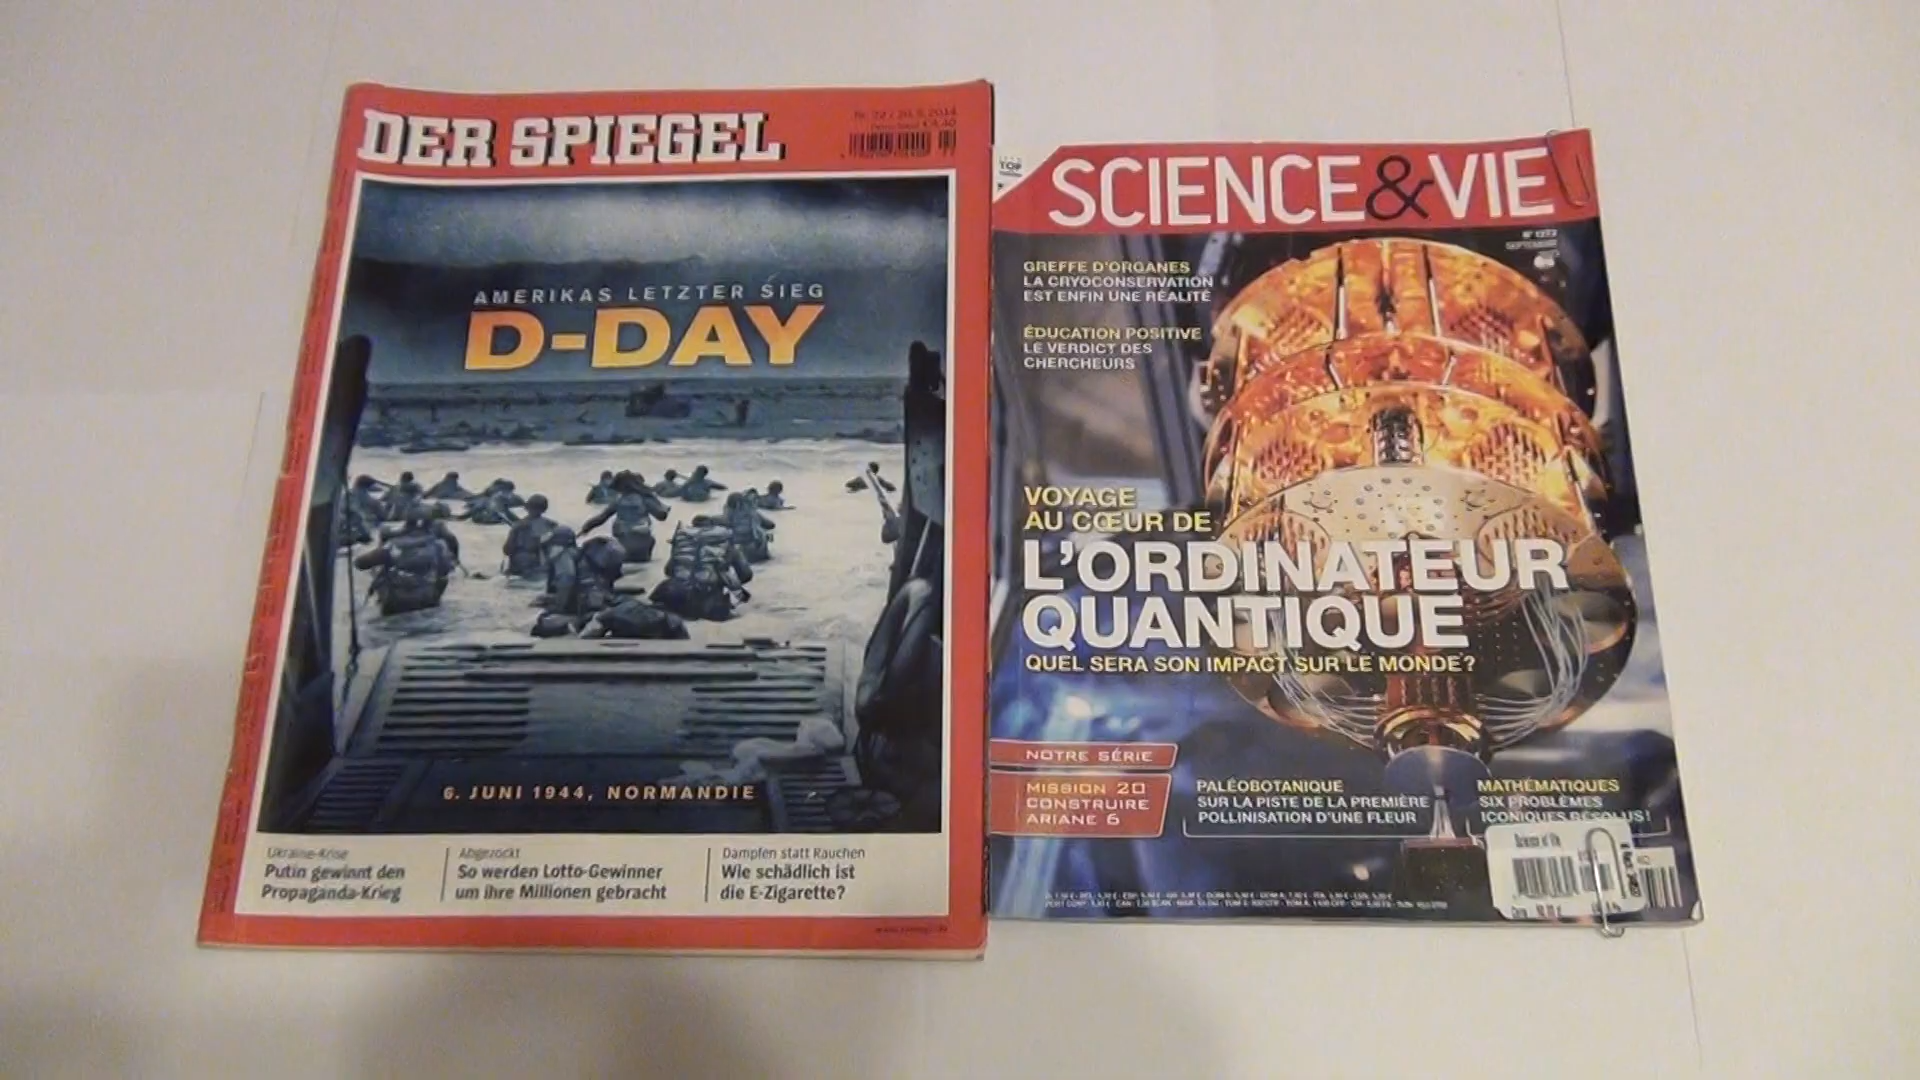 DER SPIEGEL
AMERIKAS LETZTER SIEG
D-DAY
6. JUNI 1944, NORMANDIE
Ukraine-Krise
Putin gewinnt den
Propaganda-Krieg
Abgezockt
So werden Lotto-Gewinner
um ihre Millionen gebracht
Dampfen statt Rauchen
Wie schädlich ist
die E-Zigarette?
TOP
SCIENCE&VIE
SEPTEMBRE
GREFFE D'ORGANES
LA CRYOCONSERVATION
EST ENFIN UNE RÉALITÉ
ÉDUCATION POSITIVE
LE VERDICT DES
CHERCHEURS
VOYAGE
AU CŒUR DE
L'ORDINATEUR
QUANTIQUE
QUEL SERA SON IMPACT SUR LE MONDE?
NOTRE SÉRIE
MISSION 20
CONSTRUIRE
ARIANE 6
PALÉOBOTANIQUE
SUR LA PISTE DE LA PREMIÈRE
POLLINISATION D'UNE FLEUR
MATHÉMATIQUES
SIX PROBLÈMES
ICONIQUES RÉSOLUS!